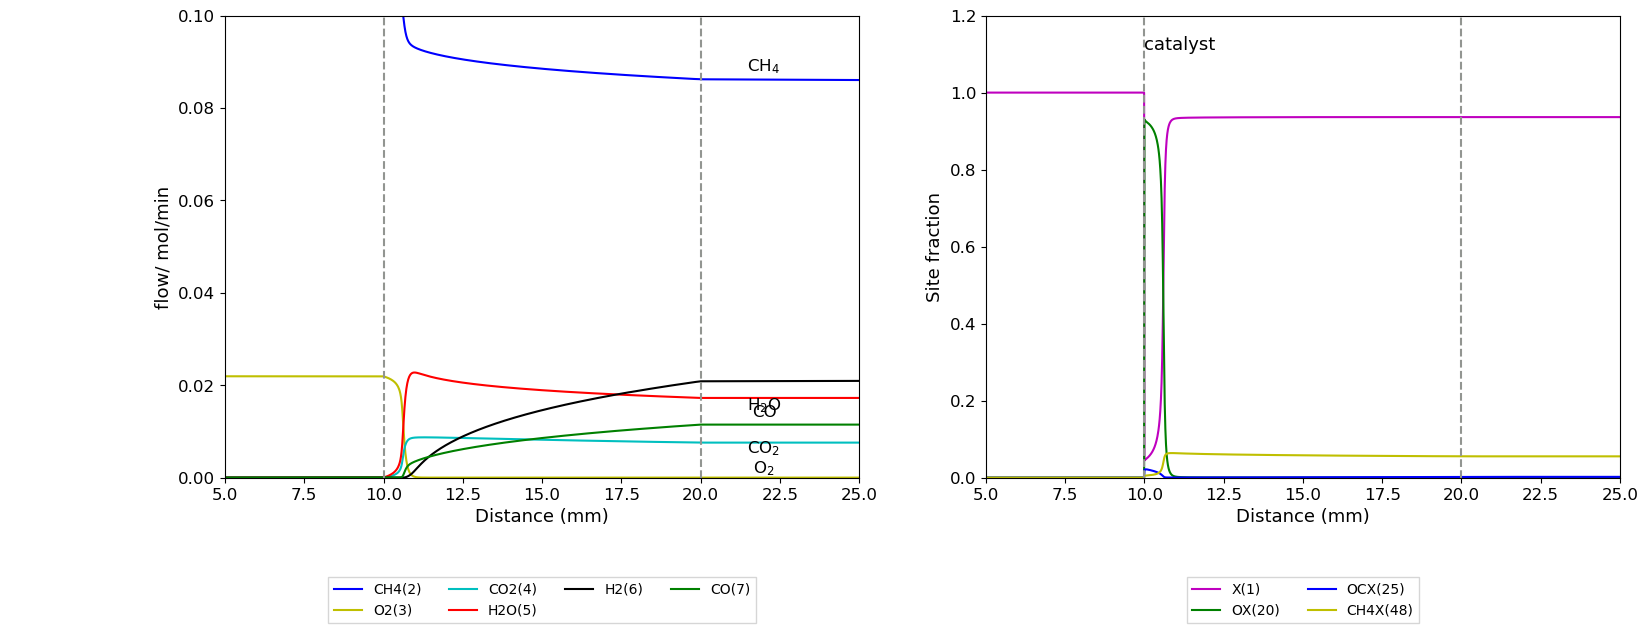 0.10
0.08
0.06
0.04
0.02
0.00
flow/ mol/min
CH4
H2O
CO
CO2
O2
5.0 7.5 10.0 12.5 15.0 17.5 20.0 22.5 25.0
Distance (mm)
CH4(2) CO2(4) H2(6) CO(7)
O2(3) H2O(5)
1.2
1.0
0.8
0.6
0.4
0.2
0.0
Site fraction
catalyst
5.0 7.5 10.0 12.5 15.0 17.5 20.0 22.5 25.0
Distance (mm)
X(1) OCX(25)
OX(20) CH4X(48)